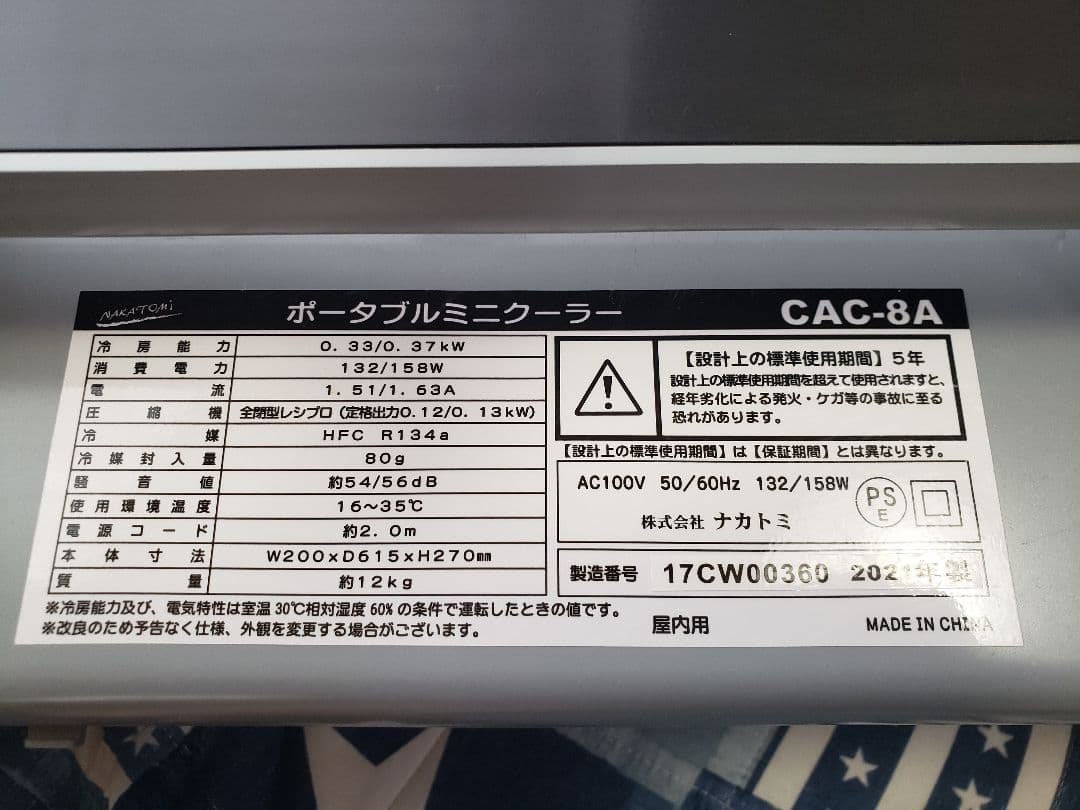 NAKATOMI ポータブルミニクーラー CAC-8A
冷房能力 0.33/0.37kW
消費電力 132/158W
電流 1.51/1.63A
圧縮機 全閉型レシプロ（定格出力0.12/0.13kW）
冷媒 HFC R134a
冷媒封入量 80g
騒音値 約54/56dB
使用環境温度 16～35℃
電源コード 約2.0m
本体寸法 W200×D615×H270mm
質量 約12kg
※冷房能力及び、電気特性は室温30℃相対湿度60%の条件で運転したときの値です。
※改良のため予告なく仕様、外観を変更する場合がございます。
【設計上の標準使用期間】5年
設計上の標準使用期間を超えて使用されますと、
経年劣化による発火・ケガ等の事故に至る
恐れがあります。
【設計上の標準使用期間】は【保証期間】とは異なります。
AC100V 50/60Hz 132/158W
PS
E
株式会社 ナカトミ
製造番号 17CW00360 2021年製
屋内用 MADE IN CHINA